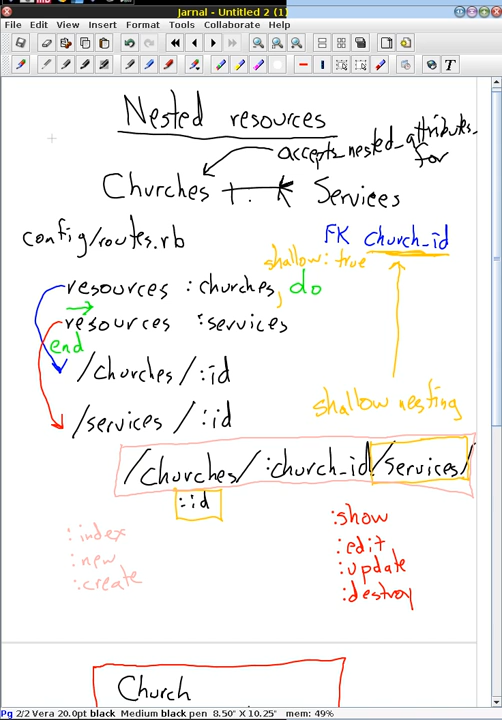 Jarnal - Untitled 2 (1)
File Edit View Insert Format Tools Help
T
Nested resources
accepts_nested_attributes_
for
Churches Services
config/routes.rb
FK church_id
shallow: true
resources :churches, do
resources :services
end
/churches/:id
/services/:id
shallow nesting
/churches/:church_id/services/
:id
:index
:new
:create
:show
:edit
:update
:destroy
Church
Pg 2/2 Vera 20.0pt black Medium black pen 8.50" X 10.25" mem: 49%